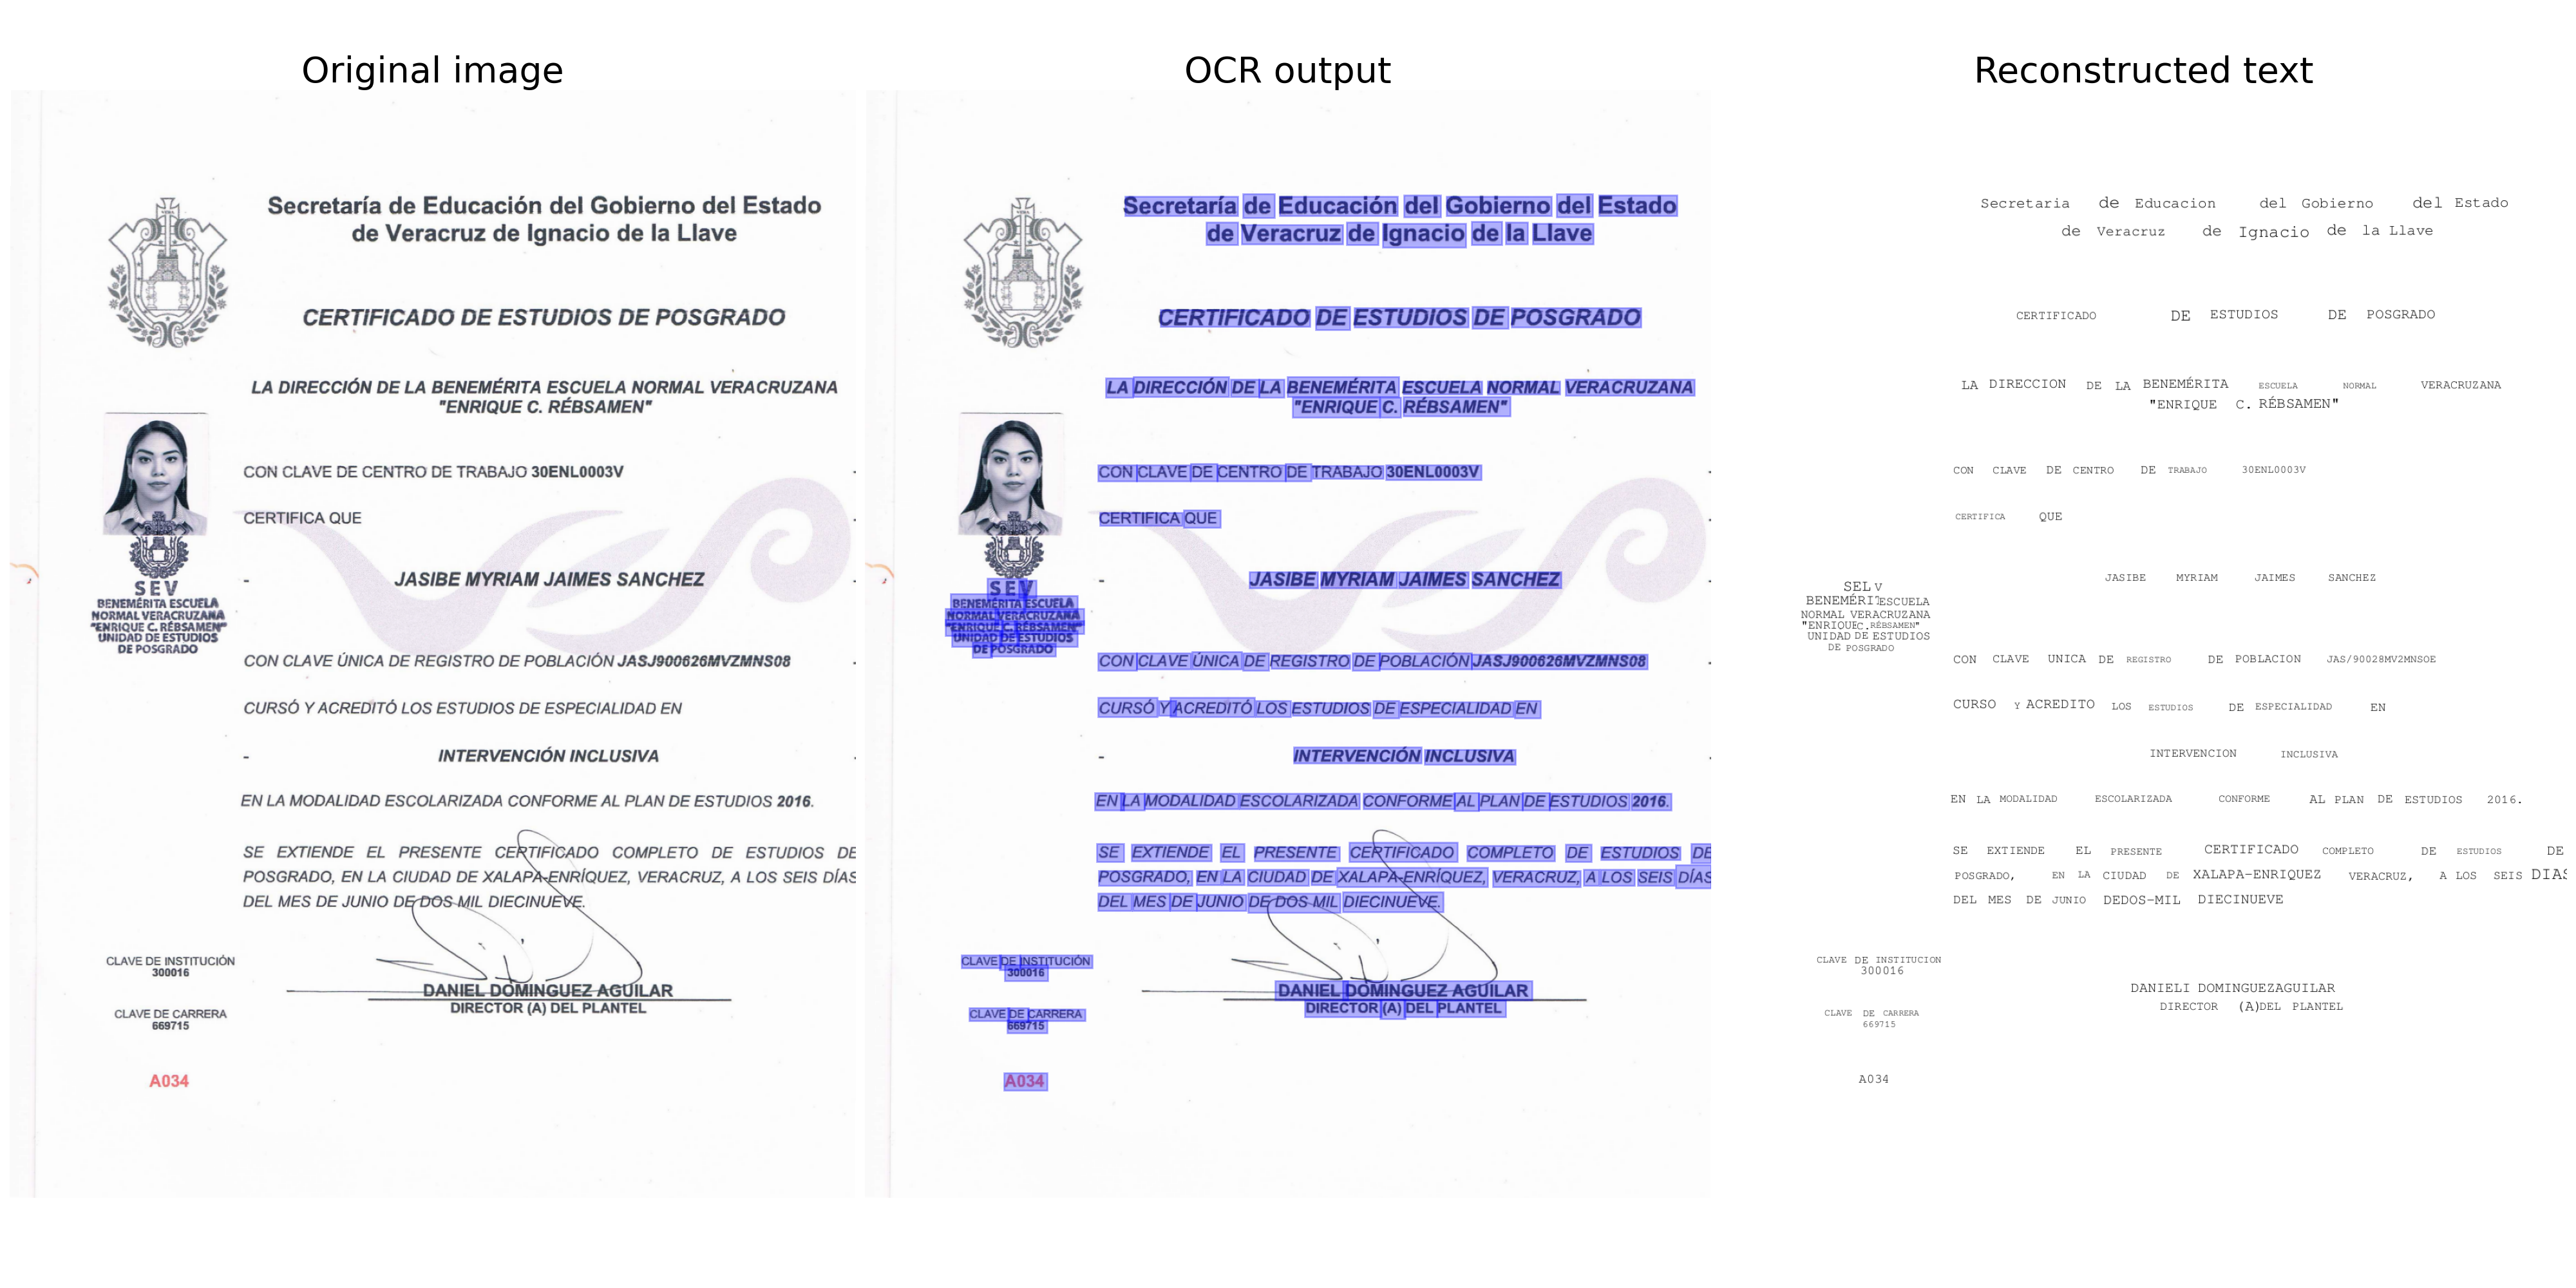 Original image
Secretaría de Educación del Gobierno del Estado
de Veracruz de Ignacio de la Llave
CERTIFICADO DE ESTUDIOS DE POSGRADO
LA DIRECCIÓN DE LA BENEMÉRITA ESCUELA NORMAL VERACRUZANA
"ENRIQUE C. RÉBSAMEN"
CON CLAVE DE CENTRO DE TRABAJO 30ENL0003V
CERTIFICA QUE
- JASIBE MYRIAM JAIMES SANCHEZ
SEV
BENEMÉRITA ESCUELA
NORMAL VERACRUZANA
"ENRIQUE C. RÉBSAMEN"
UNIDAD DE ESTUDIOS
DE POSGRADO
CON CLAVE ÚNICA DE REGISTRO DE POBLACIÓN JASJ900626MVZMNS08
CURSÓ Y ACREDITÓ LOS ESTUDIOS DE ESPECIALIDAD EN
- INTERVENCIÓN INCLUSIVA
EN LA MODALIDAD ESCOLARIZADA CONFORME AL PLAN DE ESTUDIOS 2016.
SE EXTIENDE EL PRESENTE CERTIFICADO COMPLETO DE ESTUDIOS DE
POSGRADO, EN LA CIUDAD DE XALAPA-ENRÍQUEZ, VERACRUZ, A LOS SEIS DÍAS
DEL MES DE JUNIO DE DOS MIL DIECINUEVE.
CLAVE DE INSTITUCIÓN
300016
DANIEL DOMINGUEZ AGUILAR
DIRECTOR (A) DEL PLANTEL
CLAVE DE CARRERA
669715
A034
OCR output
Secretaría de Educación del Gobierno del Estado
de Veracruz de Ignacio de la Llave
CERTIFICADO DE ESTUDIOS DE POSGRADO
LA DIRECCIÓN DE LA BENEMÉRITA ESCUELA NORMAL VERACRUZANA
"ENRIQUE C. RÉBSAMEN"
CON CLAVE DE CENTRO DE TRABAJO 30ENL0003V
CERTIFICA QUE
- JASIBE MYRIAM JAIMES SANCHEZ
SEV
BENEMÉRITA ESCUELA
NORMAL VERACRUZANA
"ENRIQUE C. RÉBSAMEN"
UNIDAD DE ESTUDIOS
DE POSGRADO
CON CLAVE ÚNICA DE REGISTRO DE POBLACIÓN JASJ900626MVZMNS08
CURSÓ Y ACREDITÓ LOS ESTUDIOS DE ESPECIALIDAD EN
- INTERVENCIÓN INCLUSIVA
EN LA MODALIDAD ESCOLARIZADA CONFORME AL PLAN DE ESTUDIOS 2016.
SE EXTIENDE EL PRESENTE CERTIFICADO COMPLETO DE ESTUDIOS DE
POSGRADO, EN LA CIUDAD DE XALAPA-ENRÍQUEZ, VERACRUZ, A LOS SEIS DÍAS
DEL MES DE JUNIO DE DOS MIL DIECINUEVE.
CLAVE DE INSTITUCIÓN
300016
DANIEL DOMINGUEZ AGUILAR
DIRECTOR (A) DEL PLANTEL
CLAVE DE CARRERA
669715
A034
Reconstructed text
Secretaria de Educacion del Gobierno del Estado
de Veracruz de Ignacio de la Llave
CERTIFICADO DE ESTUDIOS DE POSGRADO
LA DIRECCION DE LA BENEMÉRITA ESCUELA NORMAL VERACRUZANA
"ENRIQUE C. RÉBSAMEN"
CON CLAVE DE CENTRO DE TRABAJO 30ENL0003V
CERTIFICA QUE
JASIBE MYRIAM JAIMES SANCHEZ
SEL V
BENEMÉRITESCUELA
NORMAL VERACRUZANA
"ENRIQUEC.RÉBSAMEN"
UNIDAD DE ESTUDIOS
DE POSGRADO
CON CLAVE UNICA DE REGISTRO DE POBLACION JAS/90028MV2MNSOE
CURSO Y ACREDITO LOS ESTUDIOS DE ESPECIALIDAD EN
INTERVENCION INCLUSIVA
EN LA MODALIDAD ESCOLARIZADA CONFORME AL PLAN DE ESTUDIOS 2016.
SE EXTIENDE EL PRESENTE CERTIFICADO COMPLETO DE ESTUDIOS DE
POSGRADO, EN LA CIUDAD DE XALAPA-ENRIQUEZ VERACRUZ, A LOS SEIS DIAS
DEL MES DE JUNIO DEDOS-MIL DIECINUEVE
CLAVE DE INSTITUCION
300016
DANIELI DOMINGUEZAGUILAR
DIRECTOR (A)DEL PLANTEL
CLAVE DE CARRERA
669715
A034